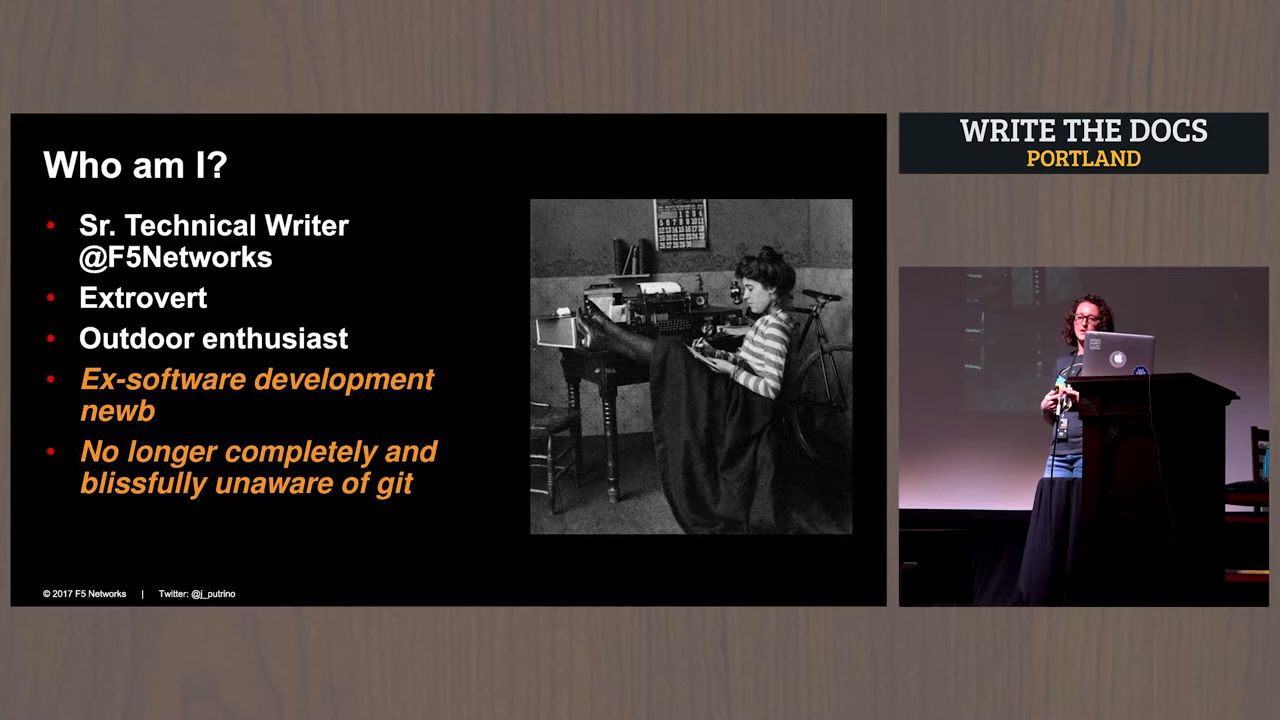 Who am I?
• Sr. Technical Writer
@F5Networks
• Extrovert
• Outdoor enthusiast
• Ex-software development
newb
• No longer completely and
blissfully unaware of git
© 2017 F5 Networks | Twitter: @j_putrino
WRITE THE DOCS
PORTLAND